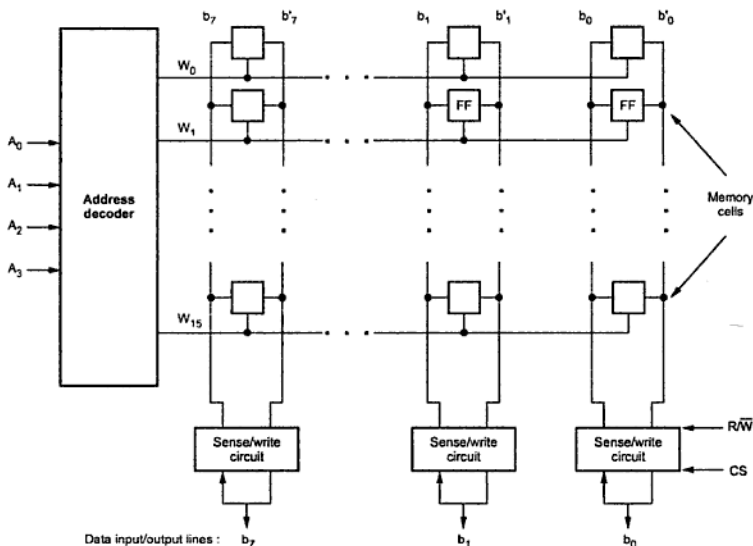 b7 b'7 b1 b'1 b0 b'0
W0
FF FF
W1
A0
A1
Address
decoder
A2
A3
Memory
cells
W15
Sense/write
circuit
Sense/write
circuit
Sense/write
circuit
R/W̅
CS
Data input/output lines : b7 b1 b0